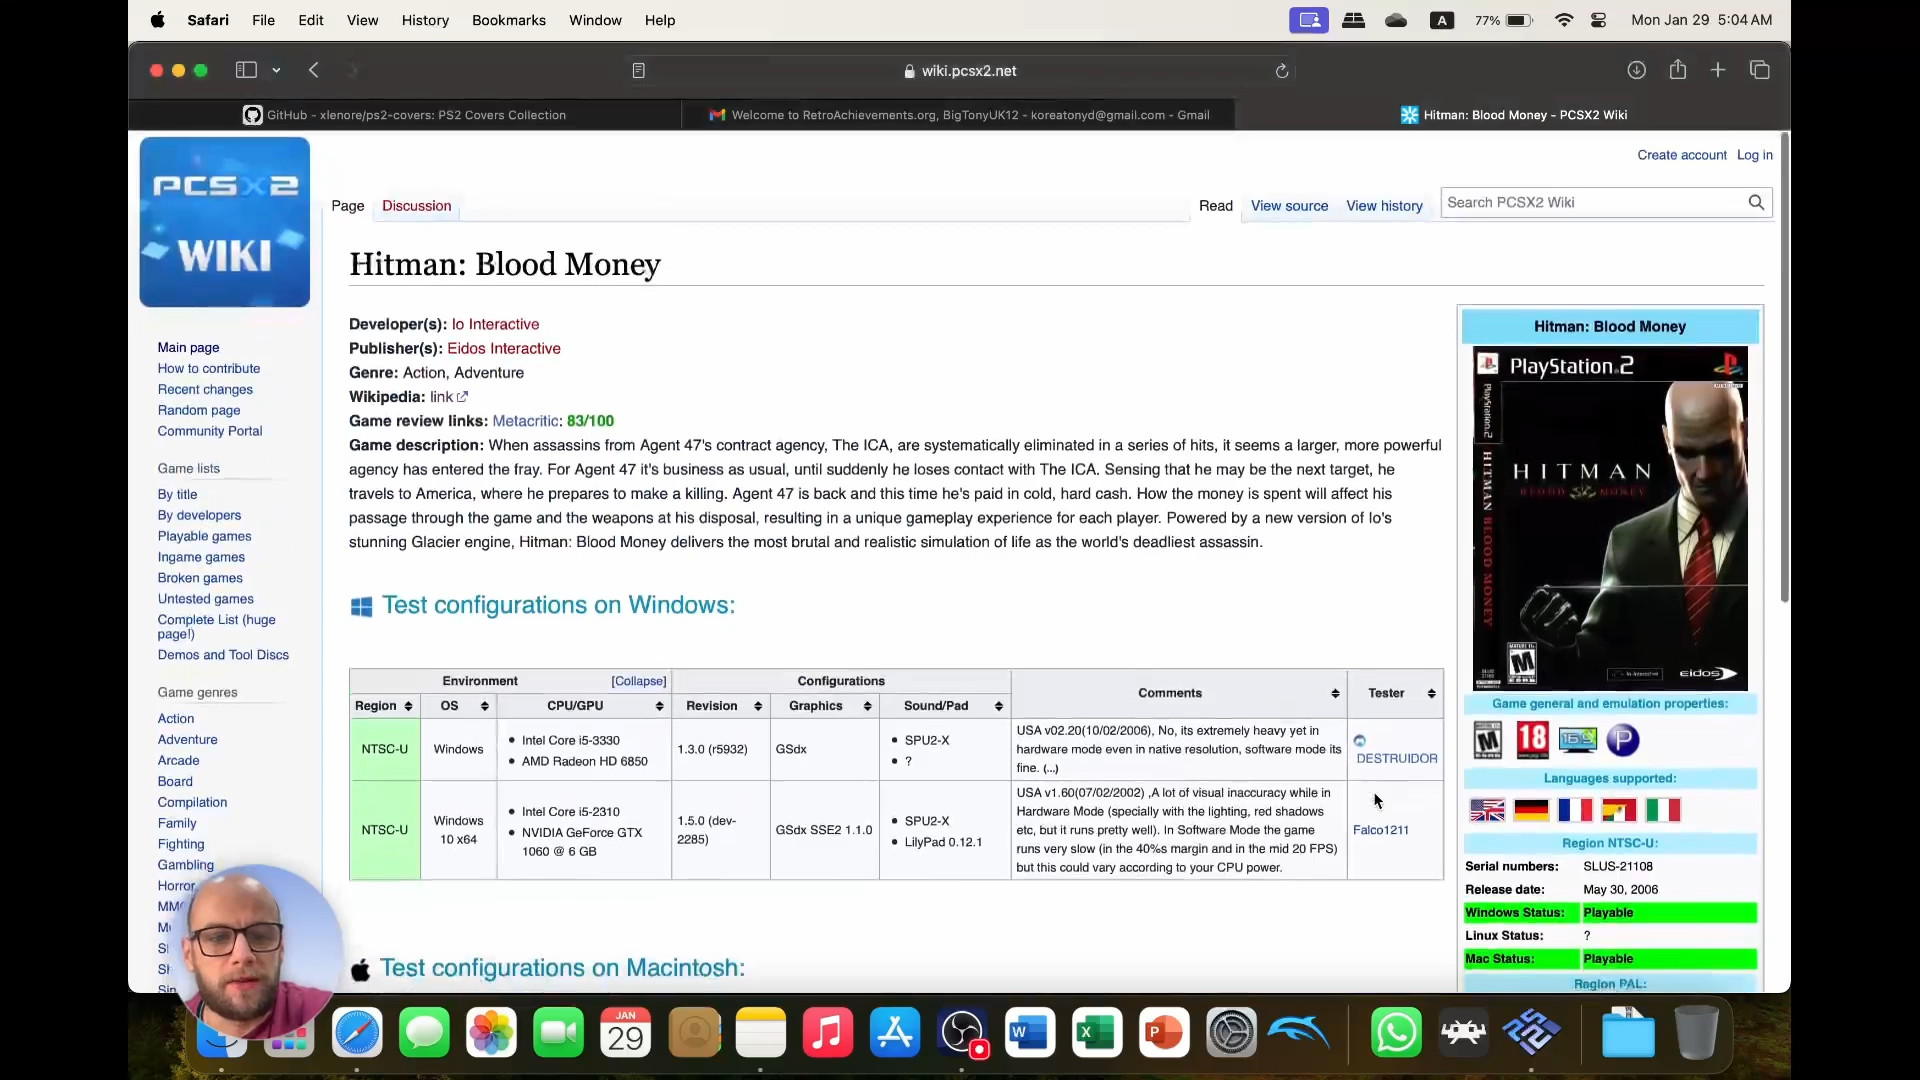 Safari File Edit View History Bookmarks Window Help A 77% Mon Jan 29 5:04 AM
wiki.pcsx2.net
GitHub - xlenore/ps2-covers: PS2 Covers Collection
Welcome to RetroAchievements.org, BigTonyUK12 - koreatonyd@gmail.com - Gmail
Hitman: Blood Money - PCSX2 Wiki
PCSX2
WIKI
Create account Log in
Page Discussion Read View source View history Search PCSX2 Wiki
Main page
How to contribute
Recent changes
Random page
Community Portal
Game lists
By title
By developers
Playable games
Ingame games
Broken games
Untested games
Complete List (huge
page!)
Demos and Tool Discs
Game genres
Action
Adventure
Arcade
Board
Compilation
Family
Fighting
Gambling
Horror
Hitman: Blood Money
Developer(s): Io Interactive
Publisher(s): Eidos Interactive
Genre: Action, Adventure
Wikipedia: link
Game review links: Metacritic: 83/100
Game description: When assassins from Agent 47's contract agency, The ICA, are systematically eliminated in a series of hits, it seems a larger, more powerful
agency has entered the fray. For Agent 47 it's business as usual, until suddenly he loses contact with The ICA. Sensing that he may be the next target, he
travels to America, where he prepares to make a killing. Agent 47 is back and this time he's paid in cold, hard cash. How the money is spent will affect his
passage through the game and the weapons at his disposal, resulting in a unique gameplay experience for each player. Powered by a new version of Io's
stunning Glacier engine, Hitman: Blood Money delivers the most brutal and realistic simulation of life as the world's deadliest assassin.
Test configurations on Windows:
Environment [Collapse] Configurations Comments Tester
Region OS CPU/GPU Revision Graphics Sound/Pad
NTSC-U
Windows
Intel Core i5-3330
AMD Radeon HD 6850
1.3.0 (r5932)
GSdx
SPU2-X
?
USA v02.20(10/02/2006), No, its extremely heavy yet in
hardware mode even in native resolution, software mode its
fine. (...)
DESTRUIDOR
NTSC-U
Windows
10 x64
Intel Core i5-2310
NVIDIA GeForce GTX
1060 @ 6 GB
1.5.0 (dev-
2285)
GSdx SSE2 1.1.0
SPU2-X
LilyPad 0.12.1
USA v1.60(07/02/2002) ,A lot of visual inaccuracy while in
Hardware Mode (specially with the lighting, red shadows
etc, but it runs pretty well). In Software Mode the game
runs very slow (in the 40%s margin and in the mid 20 FPS)
but this could vary according to your CPU power.
Falco1211
Test configurations on Macintosh:
Hitman: Blood Money
PlayStation.2
PlayStation.2
HITMAN BLOOD MONEY
HITMAN
BLOOD MONEY
M
eidos
Game general and emulation properties:
M 18 16:9 P
Languages supported:
Region NTSC-U:
Serial numbers: SLUS-21108
Release date: May 30, 2006
Windows Status: Playable
Linux Status: ?
Mac Status: Playable
Region PAL:
JAN
29
W X P